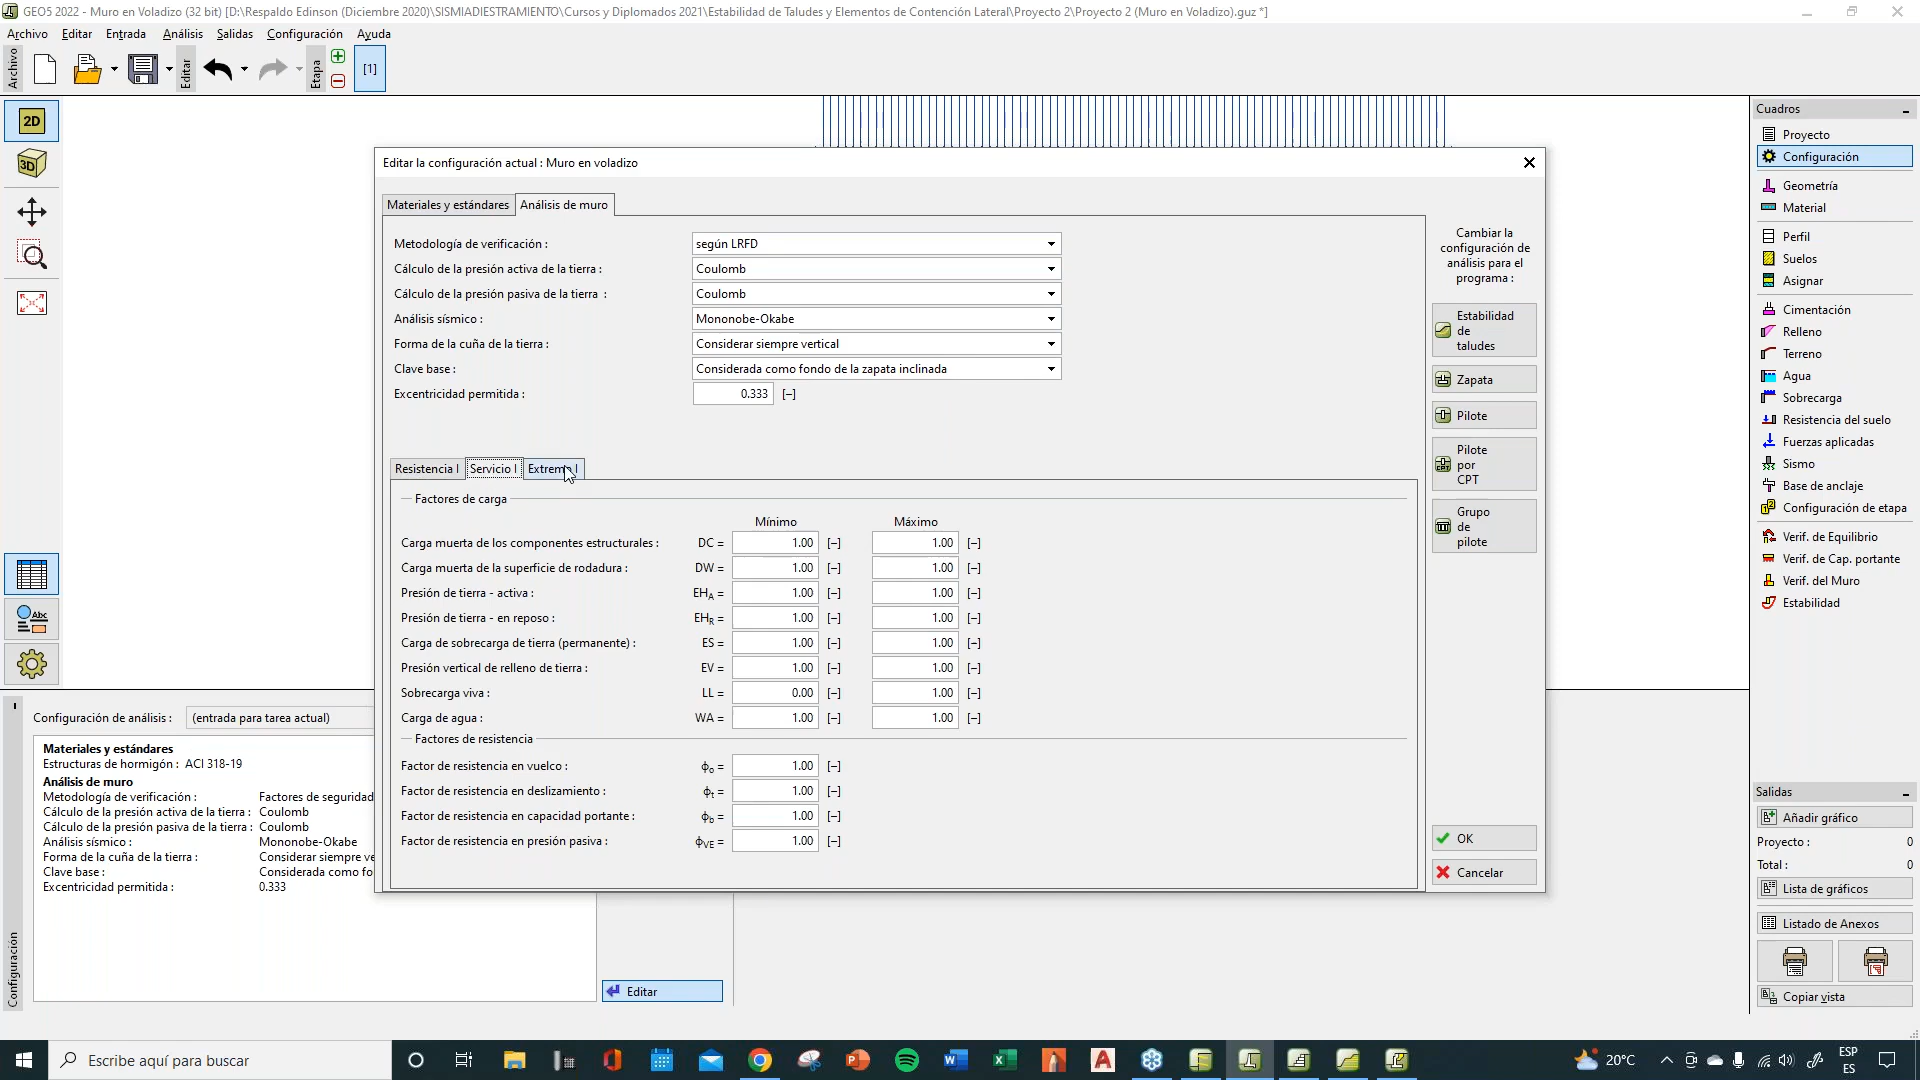 GEO5 2022 - Muro en Voladizo (32 bit) [D:\Respaldo Edinson (Diciembre 2020)\SISMIADIESTRAMIENTO\Cursos y Diplomados 2021\Estabilidad de Taludes y Elementos de Contención Lateral\Proyecto 2\Proyecto 2 (Muro en Voladizo).guz *]
Archivo Editar Entrada Análisis Salidas Configuración Ayuda
Archivo
Editar
Etapa
[1]
2D
3D
Abc
Editar la configuración actual : Muro en voladizo
Materiales y estándares Análisis de muro
Metodología de verificación : según LRFD
Cálculo de la presión activa de la tierra : Coulomb
Cálculo de la presión pasiva de la tierra : Coulomb
Análisis sísmico : Mononobe-Okabe
Forma de la cuña de la tierra : Considerar siempre vertical
Clave base : Considerada como fondo de la zapata inclinada
Excentricidad permitida : 0.333 [–]
Resistencia I Servicio I Extremo I
Factores de carga
Mínimo Máximo
Carga muerta de los componentes estructurales : DC = 1.00 [–] 1.00 [–]
Carga muerta de la superficie de rodadura : DW = 1.00 [–] 1.00 [–]
Presión de tierra - activa : EHA = 1.00 [–] 1.00 [–]
Presión de tierra - en reposo : EHR = 1.00 [–] 1.00 [–]
Carga de sobrecarga de tierra (permanente) : ES = 1.00 [–] 1.00 [–]
Presión vertical de relleno de tierra : EV = 1.00 [–] 1.00 [–]
Sobrecarga viva : LL = 0.00 [–] 1.00 [–]
Carga de agua : WA = 1.00 [–] 1.00 [–]
Factores de resistencia
Factor de resistencia en vuelco : ϕo = 1.00 [–]
Factor de resistencia en deslizamiento : ϕt = 1.00 [–]
Factor de resistencia en capacidad portante : ϕb = 1.00 [–]
Factor de resistencia en presión pasiva : ϕVE = 1.00 [–]
Cambiar la
configuración de
análisis para el
programa :
Estabilidad
de
taludes
Zapata
Pilote
Pilote
por
CPT
Grupo
de
pilote
OK
Cancelar
Cuadros
Proyecto
Configuración
Geometría
Material
Perfil
Suelos
Asignar
Cimentación
Relleno
Terreno
Agua
Sobrecarga
Resistencia del suelo
Fuerzas aplicadas
Sismo
Base de anclaje
Configuración de etapa
Verif. de Equilibrio
Verif. de Cap. portante
Verif. del Muro
Estabilidad
Salidas
Añadir gráfico
Proyecto : 0
Total : 0
Lista de gráficos
Listado de Anexos
Copiar vista
Configuración
Configuración de análisis : (entrada para tarea actual)
Materiales y estándares
Estructuras de hormigón : ACI 318-19
Análisis de muro
Metodología de verificación : Factores de seguridad
Cálculo de la presión activa de la tierra : Coulomb
Cálculo de la presión pasiva de la tierra : Coulomb
Análisis sísmico : Mononobe-Okabe
Forma de la cuña de la tierra : Considerar siempre ve
Clave base : Considerada como fo
Excentricidad permitida : 0.333
Editar
Escribe aquí para buscar
20°C
ESP
ES